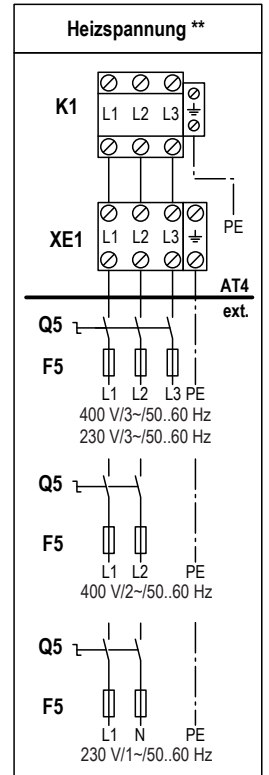 Heizspannung **
K1
L1 L2 L3
PE
XE1
L1 L2 L3
AT4
ext.
Q5
F5
L1 L2 L3 PE
400 V/3~/50..60 Hz
230 V/3~/50..60 Hz
Q5
F5
L1 L2 PE
400 V/2~/50..60 Hz
Q5
F5
L1 N PE
230 V/1~/50..60 Hz